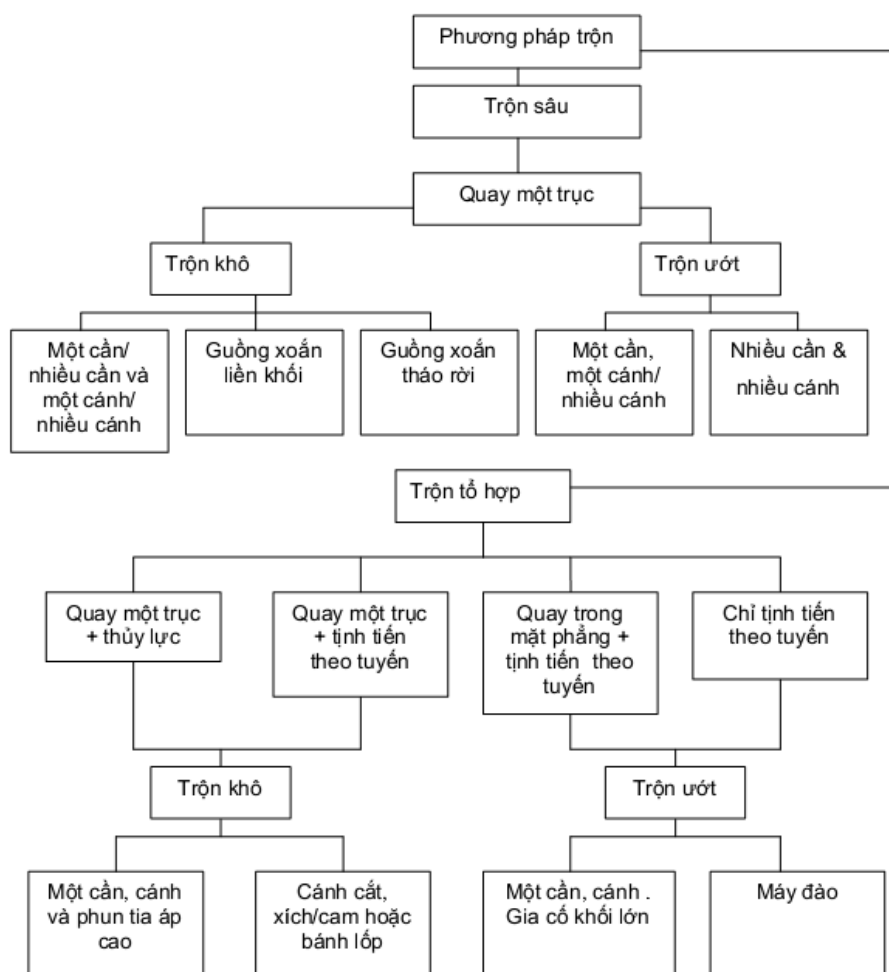 Phương pháp trộn
Trộn sâu
Quay một trục
Trộn khô
Trộn ướt
Một cần/
nhiều cần và
một cánh/
nhiều cánh
Guồng xoắn
liền khối
Guồng xoắn
tháo rời
Một cần,
một cánh/
nhiều cánh
Nhiều cần &
nhiều cánh
Trộn tổ hợp
Quay một trục
+ thủy lực
Quay một trục
+ tịnh tiến
theo tuyến
Quay trong
mặt phẳng +
tịnh tiến theo
tuyến
Chỉ tịnh tiến
theo tuyến
Trộn khô
Trộn ướt
Một cần, cánh
và phun tia áp
cao
Cánh cắt,
xích/cam hoặc
bánh lốp
Một cần, cánh .
Gia cố khối lớn
Máy đào